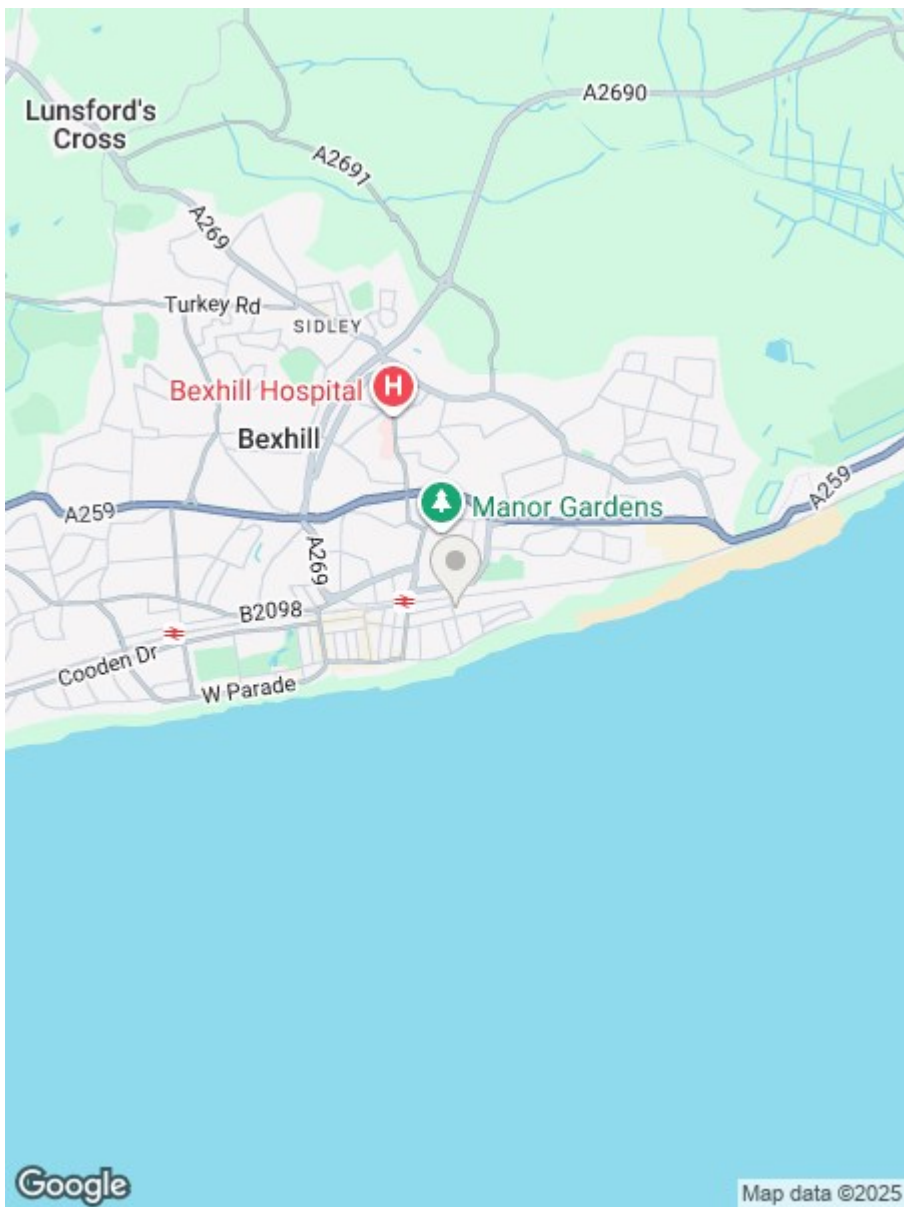 A2690
Lunsford's
Cross
A2691
A269
Turkey Rd
SIDLEY
Bexhill Hospital
H
Bexhill
A259
Manor Gardens
A259
A269
B2098
Cooden Dr
W Parade
Google
Map data ©2025